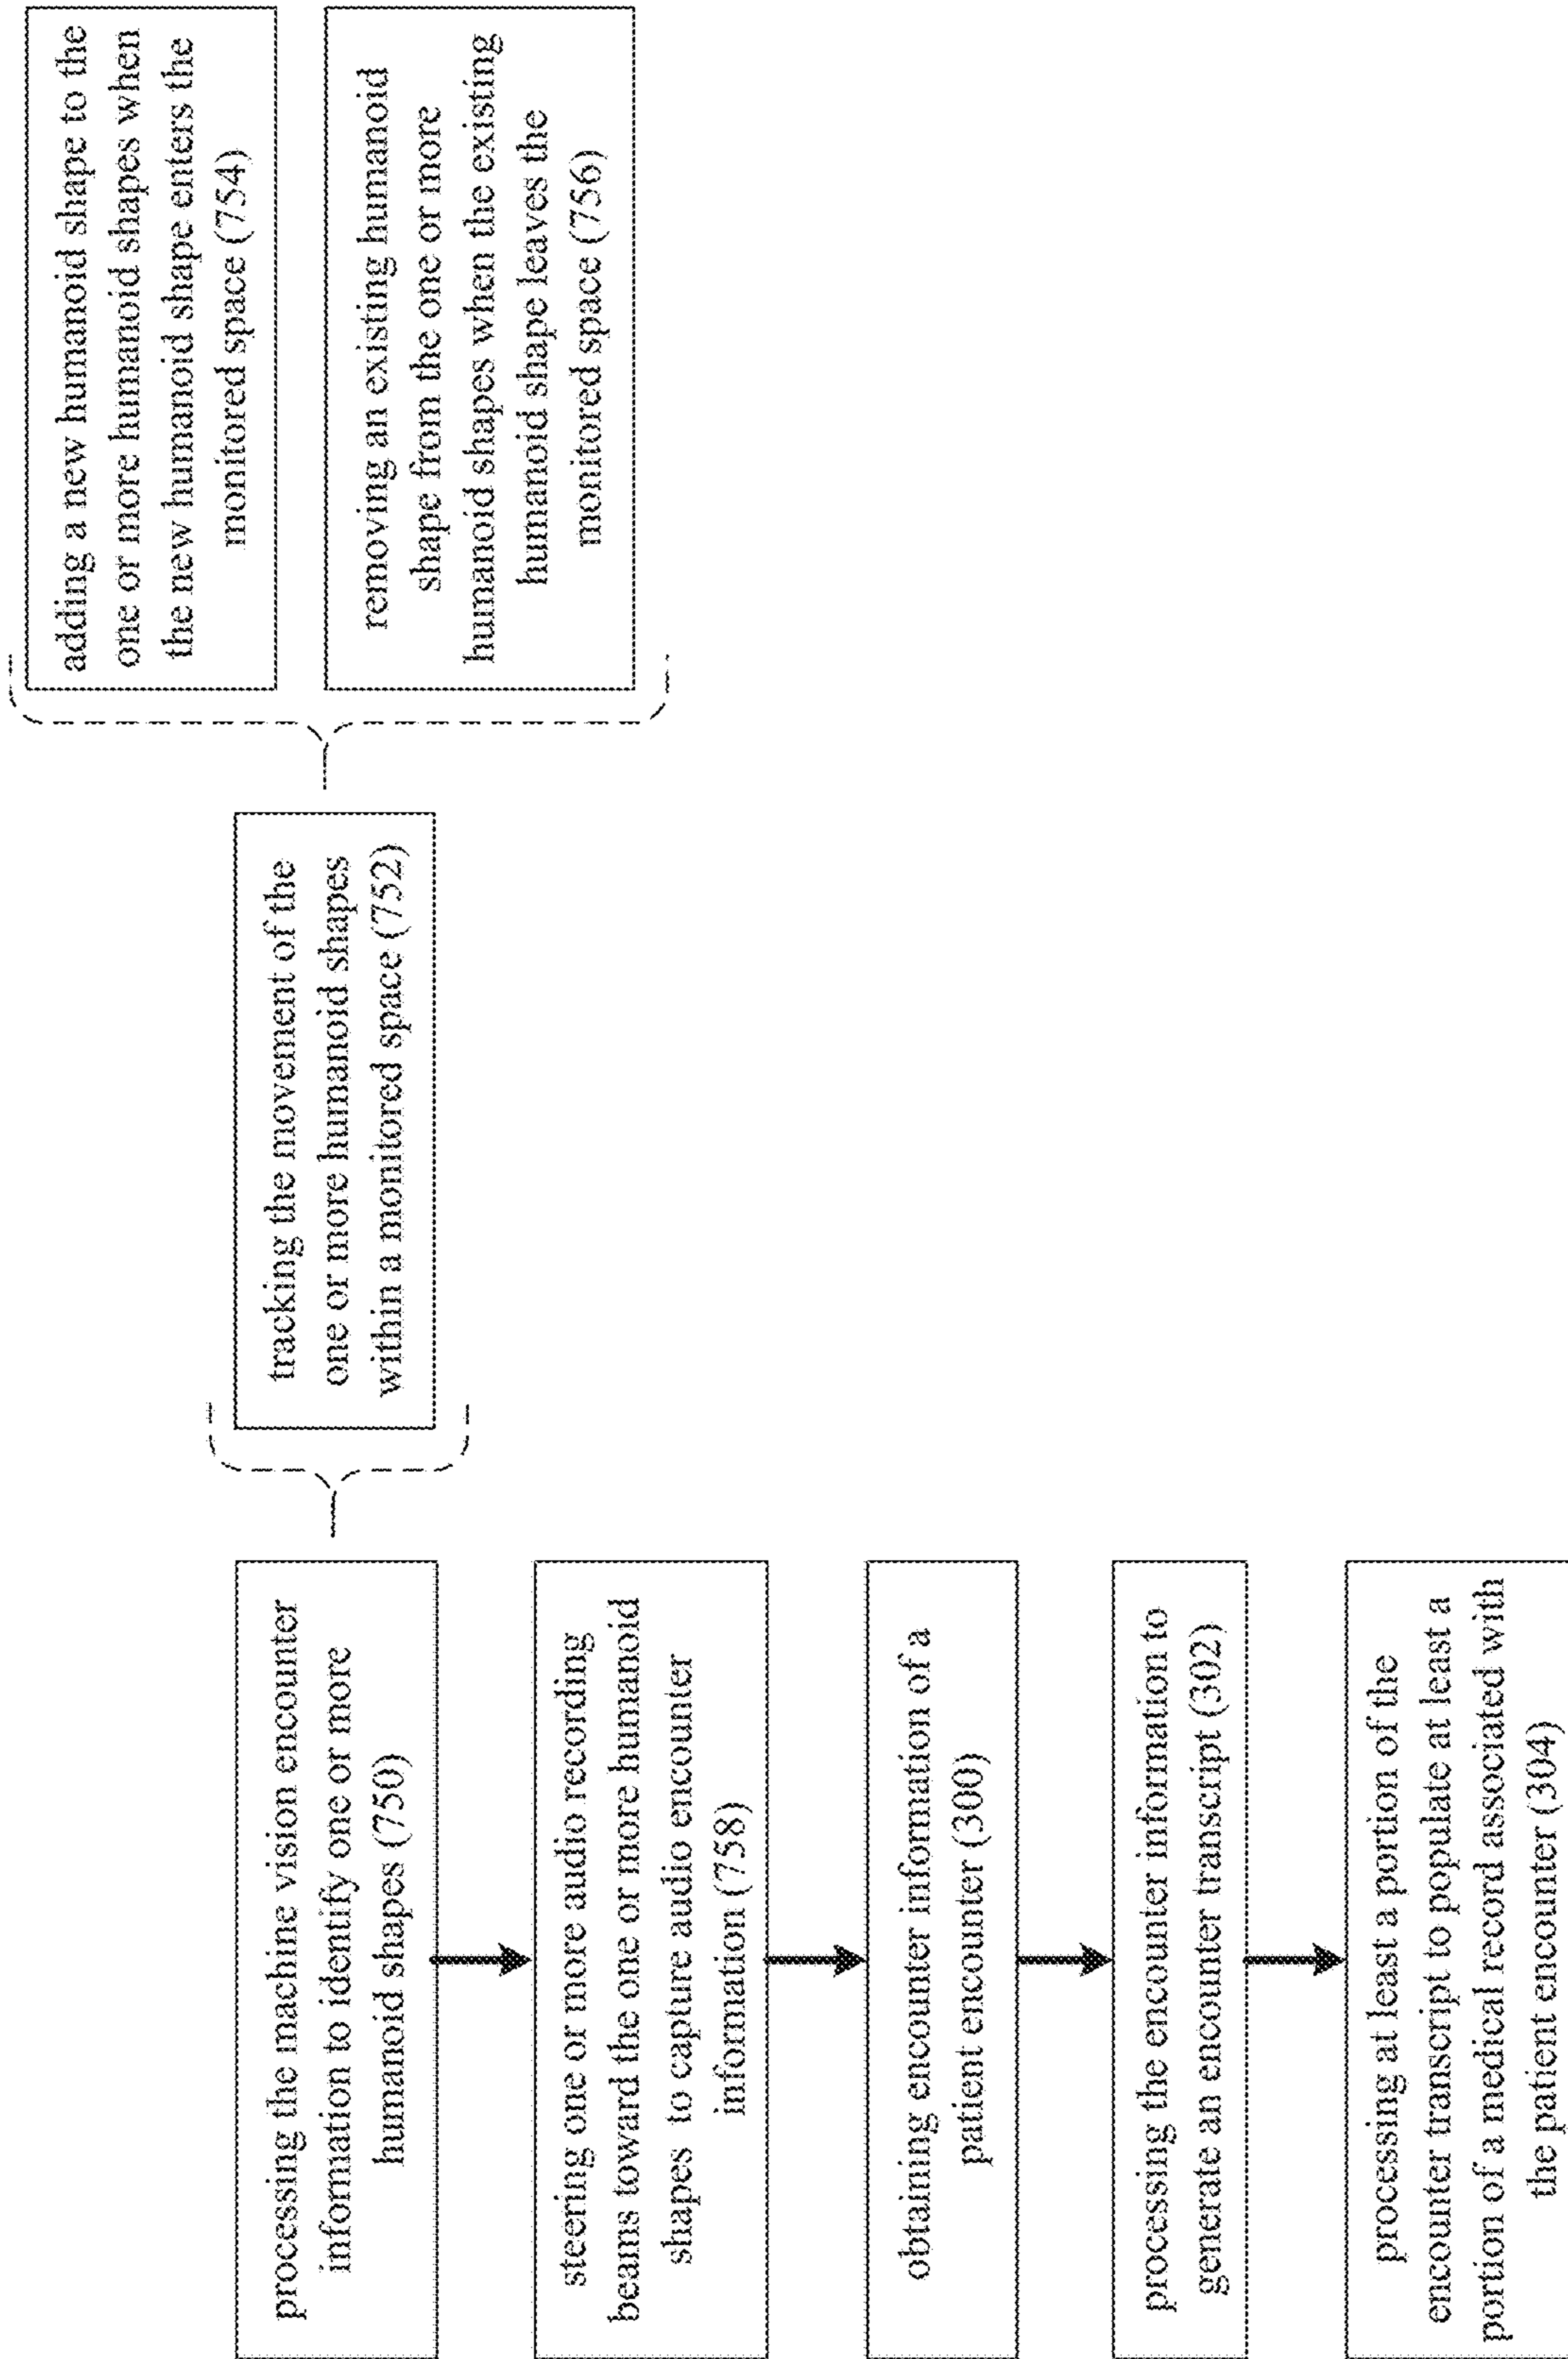 processing the machine vision encounter
information to identify one or more
humanoid shapes (750)
tracking the movement of the
one or more humanoid shapes
within a monitored space (752)
adding a new humanoid shape to the
one or more humanoid shapes when
the new humanoid shape enters the
monitored space (754)
removing an existing humanoid
shape from the one or more
humanoid shapes when the existing
humanoid shape leaves the
monitored space (756)
steering one or more audio recording
beams toward the one or more humanoid
shapes to capture audio encounter
information (758)
obtaining encounter information of a
patient encounter (300)
processing the encounter information to
generate an encounter transcript (302)
processing at least a portion of the
encounter transcript to populate at least a
portion of a medical record associated with
the patient encounter (304)